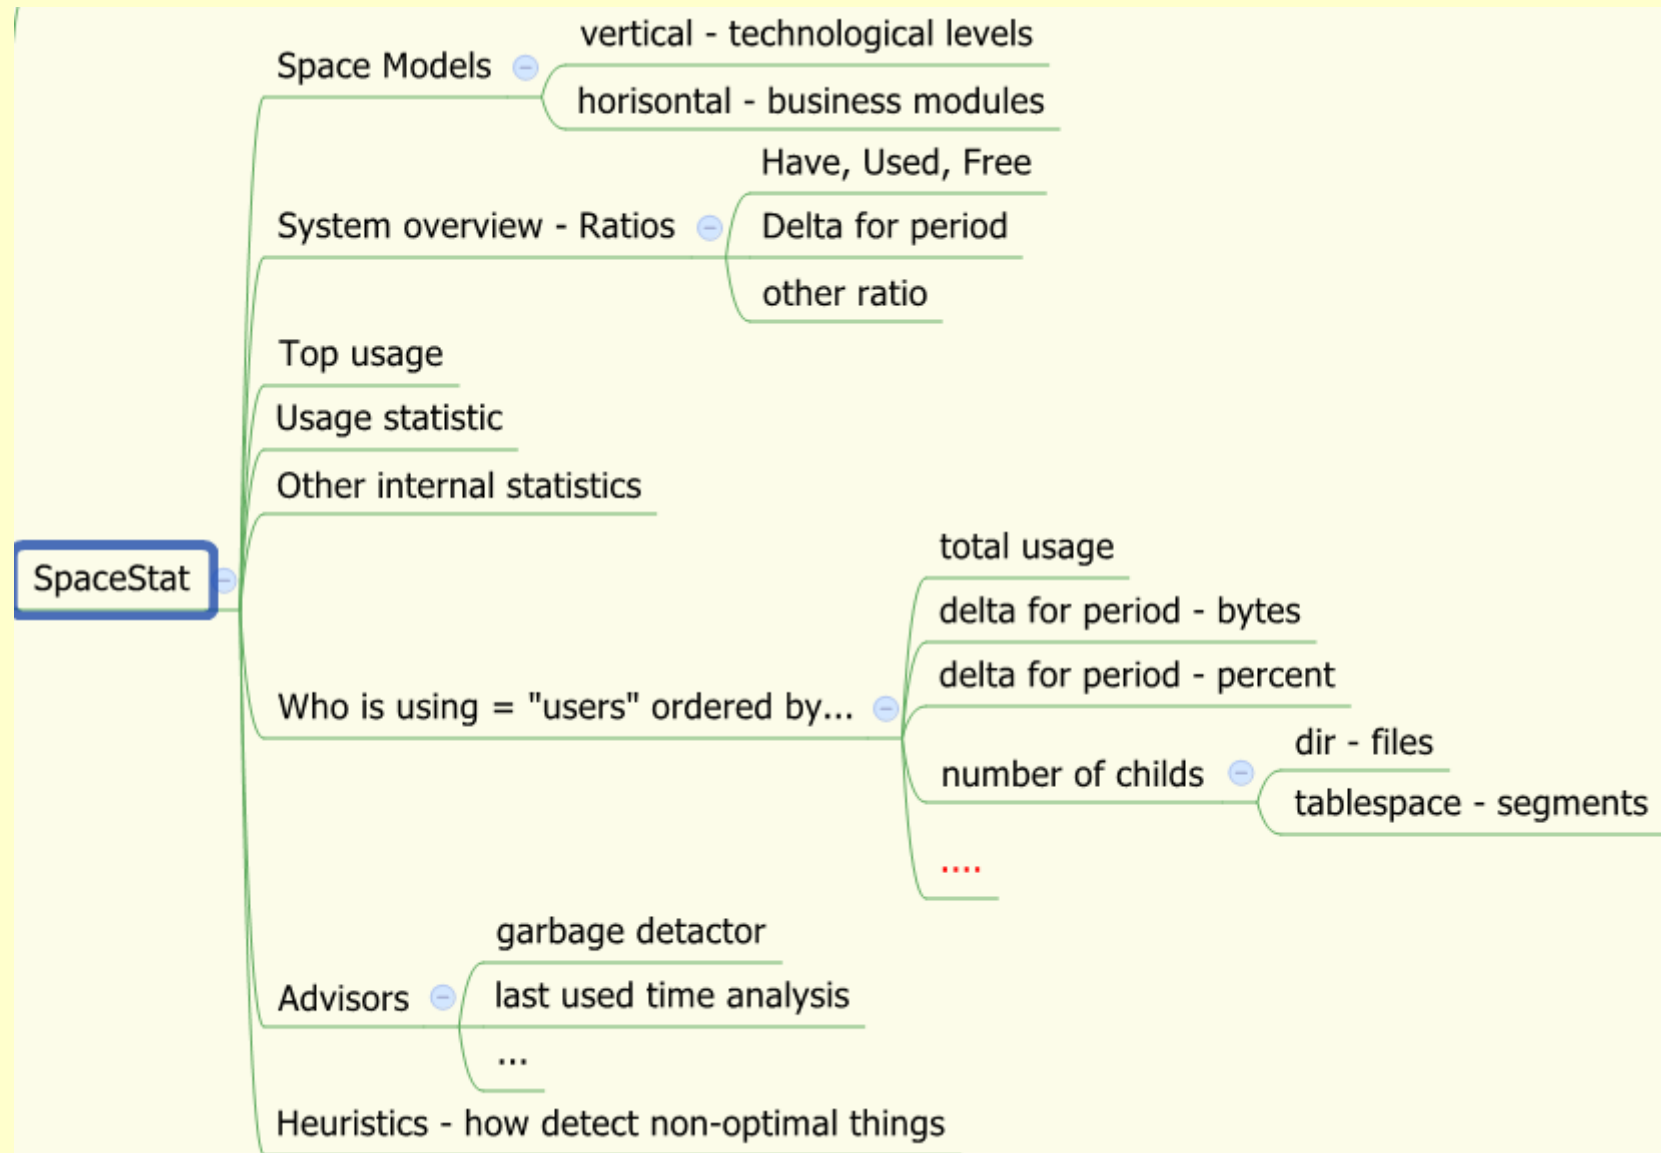 vertical - technological levels
Space Models
horisontal - business modules
Have, Used, Free
System overview - Ratios
Delta for period
other ratio
Top usage
Usage statistic
Other internal statistics
SpaceStat
total usage
delta for period - bytes
delta for period - percent
Who is using = "users" ordered by...
number of childs
dir - files
tablespace - segments
....
garbage detactor
Advisors
last used time analysis
...
Heuristics - how detect non-optimal things